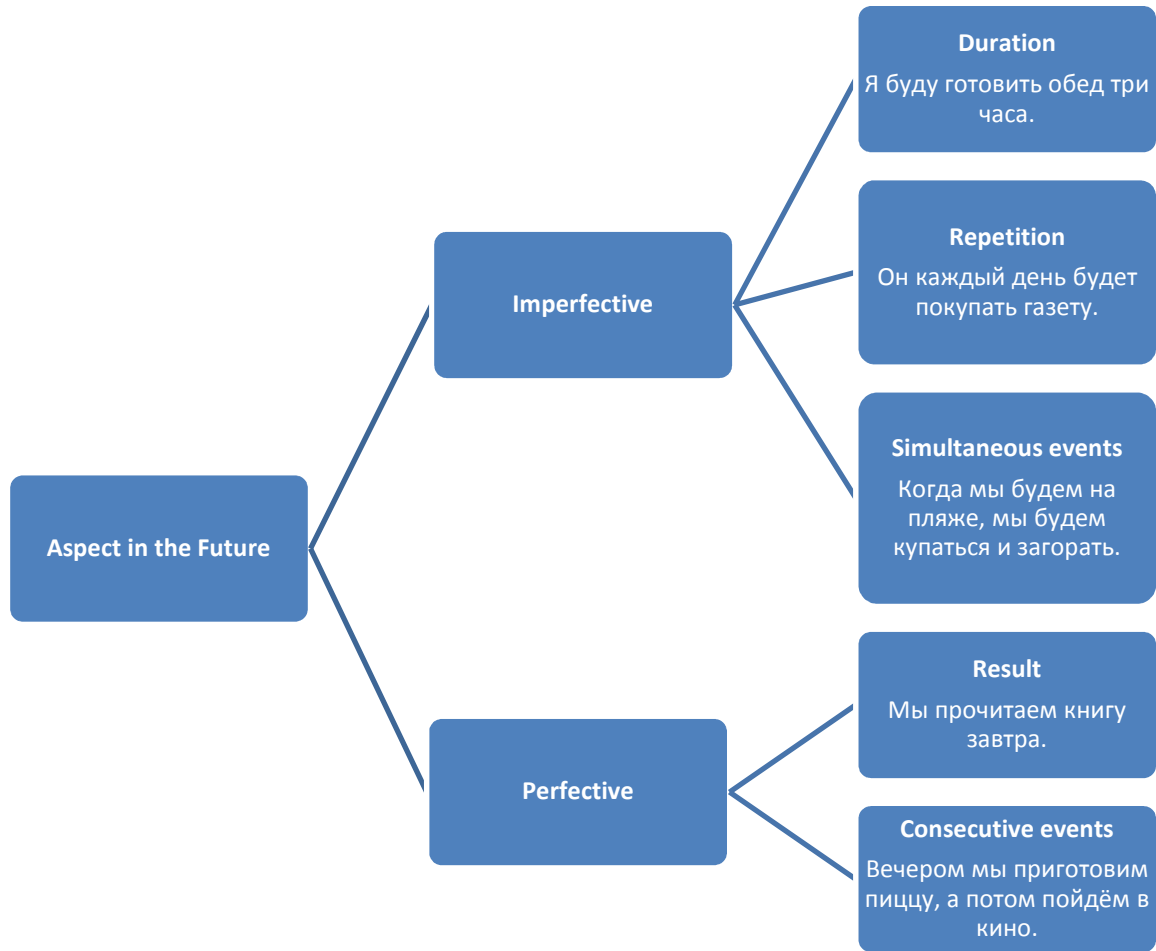 Aspect in the Future
Imperfective
Duration
Я буду готовить обед три
часа.
Repetition
Он каждый день будет
покупать газету.
Simultaneous events
Когда мы будем на
пляже, мы будем
купаться и загорать.
Perfective
Result
Мы прочитаем книгу
завтра.
Consecutive events
Вечером мы приготовим
пиццу, а потом пойдём в
кино.